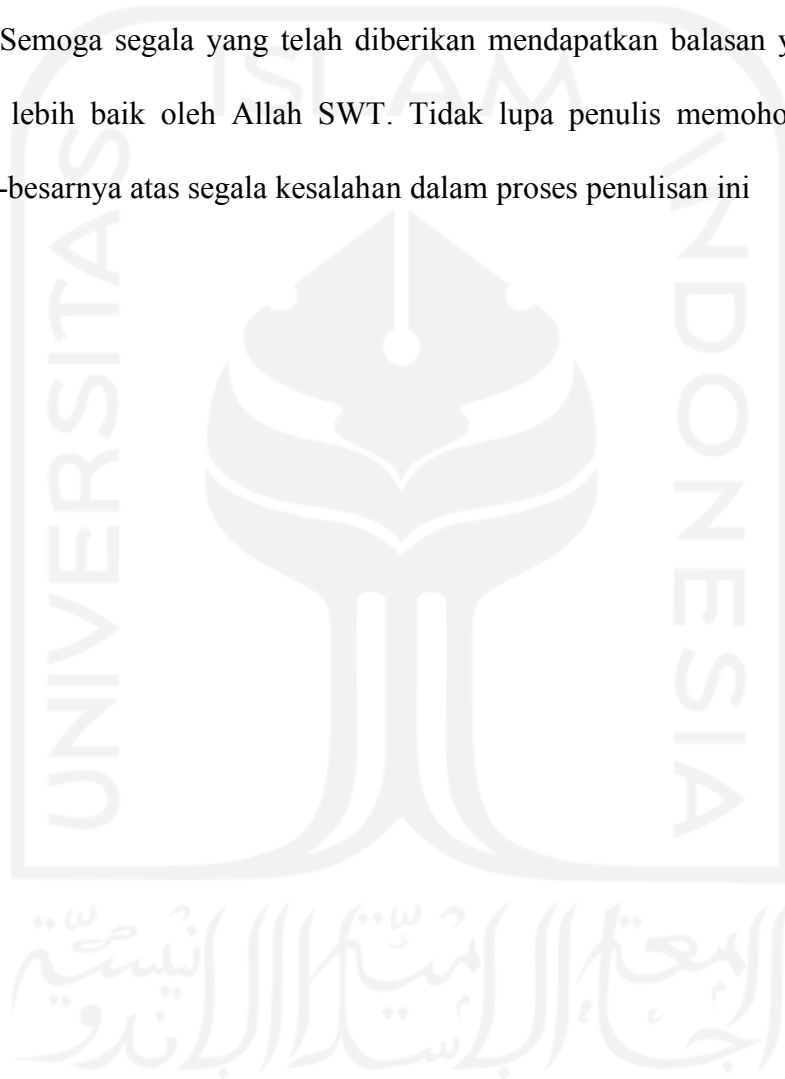 Semoga segala yang telah diberikan mendapatkan balasan
lebih baik oleh Allah SWT. Tidak lupa penulis
-besarnya atas segala kesalahan dalam proses penulisan ini
ISLAM
UNIVERSITAS
INDONESIA